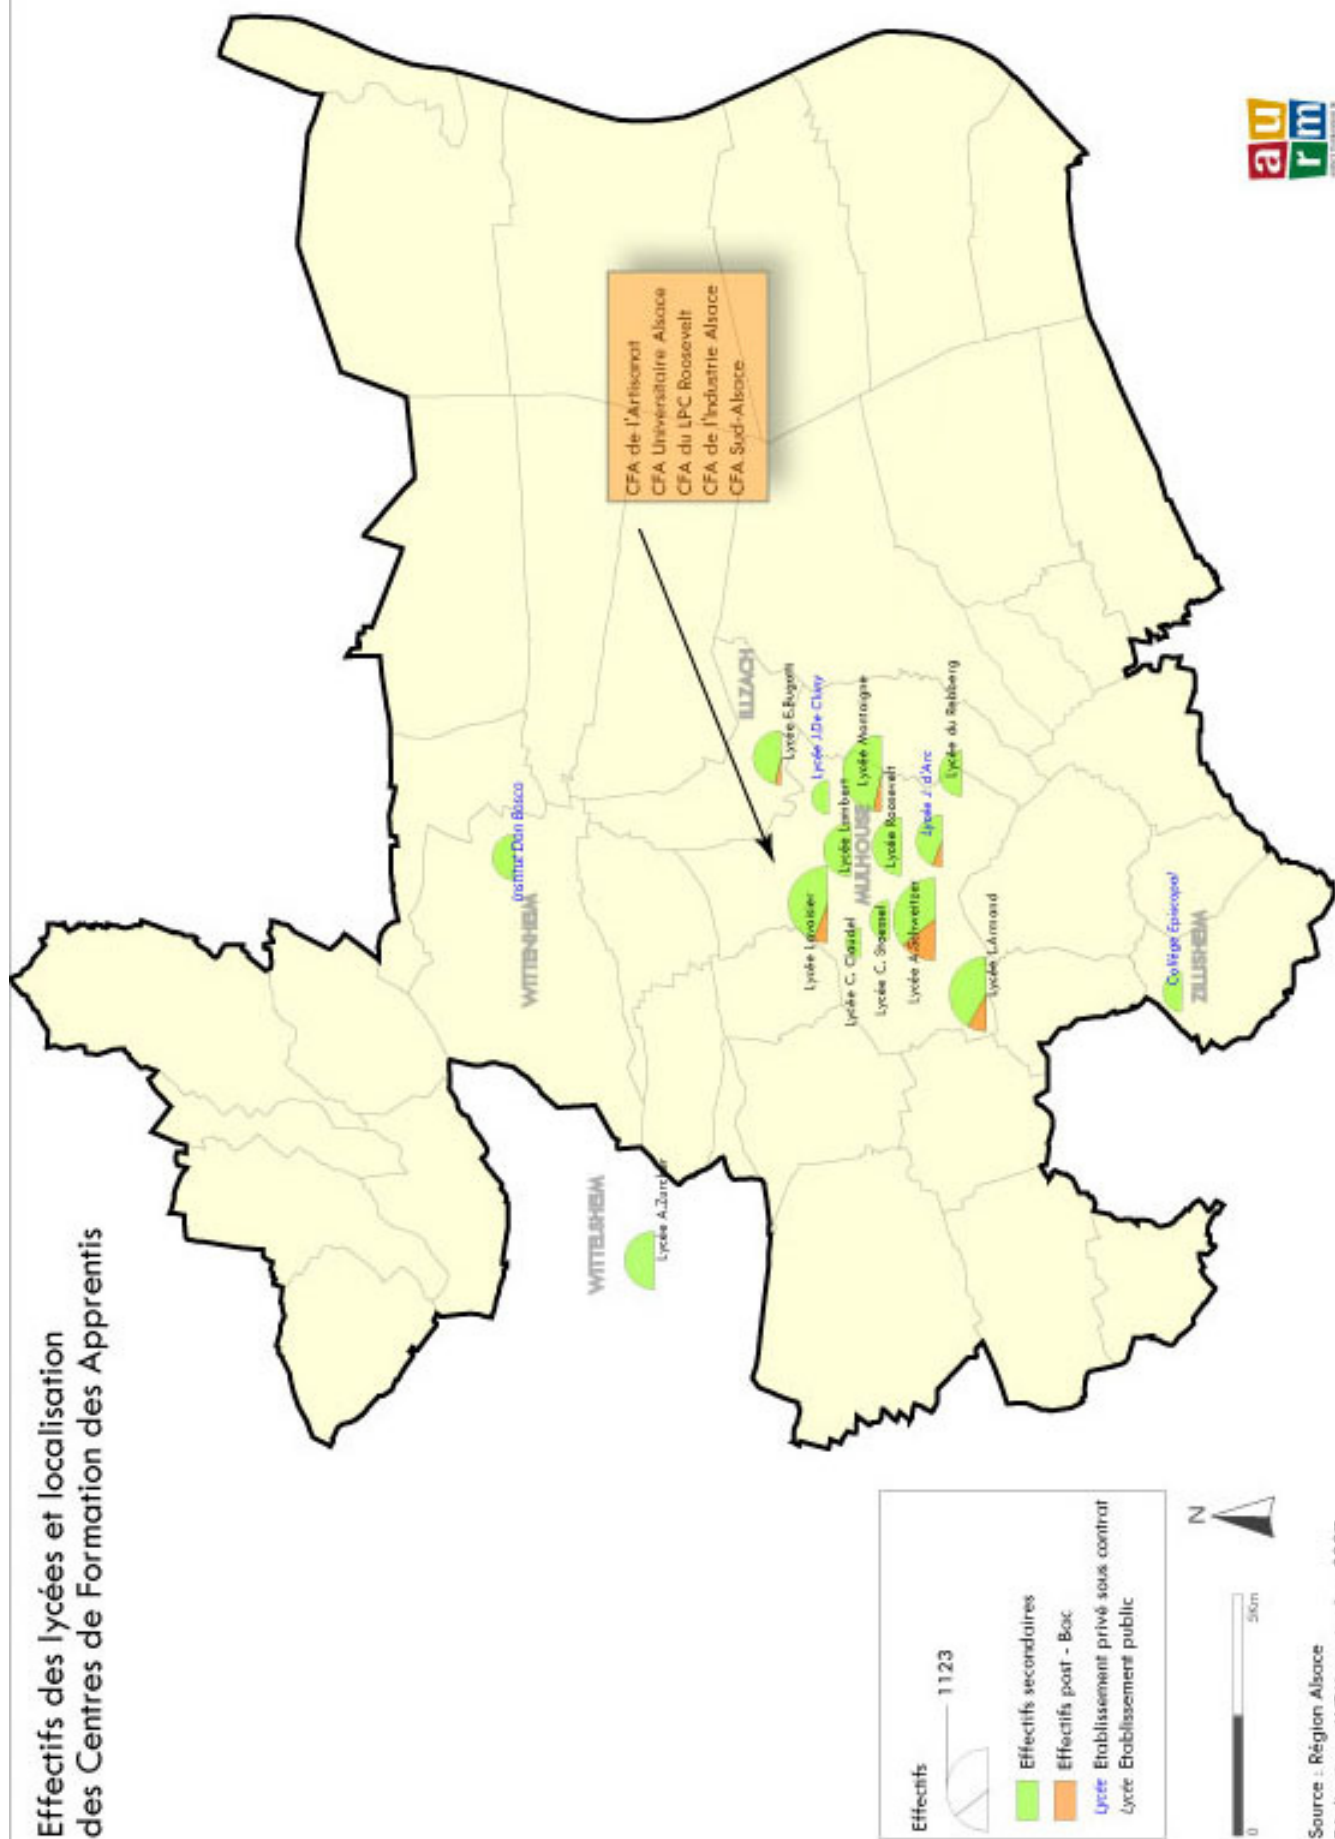 Effectifs des lycées et localisation
des Centres de Formation des Apprentis
WITTELSHEIM
WITTENHEIM
Institut Don Bosco
CFA de l'Artisanat
CFA Universitaire Alsace
CFA du LPC Roosevelt
CFA de l'Industrie Alsace
CFA Sud-Alsace
ILLZACH
Lycée E.Bugatti
Lycée J.De Cluny
Lycée Lavoisier
Lycée Lambert
Lycée Montaigne
MULHOUSE
Lycée C. Claudel
Lycée Roosevelt
Lycée C. Stoessel
Lycée A.Schweitzer
Lycée J. d'Arc
Lycée du Rebberg
Lycée L.Armand
Collège Episcopal
ZILLISHEIM
Effectifs
1123
Effectifs secondaires
Effectifs post - Bac
Lycée Etablissement privé sous contrat
Lycée Etablissement public
N
0 5Km
Source : Région Alsace
au
rm